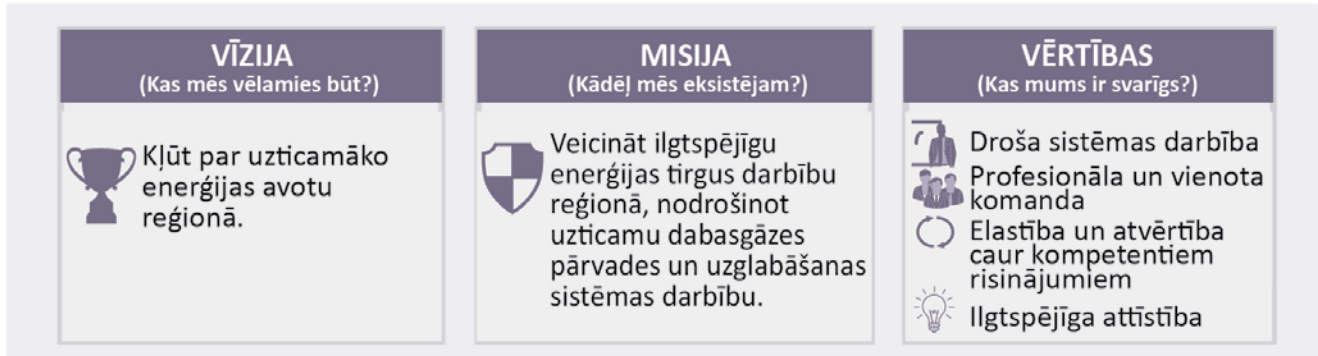 VĪZIJA
(Kas mēs vēlamies būt?)
Kļūt par uzticamāko
enerģijas avotu
reģionā.
MISIJA
(Kādēļ mēs eksistējam?)
Veicināt ilgtspējīgu
enerģijas tirgus darbību
reģionā, nodrošinot
uzticamu dabasgāzes
pārvades un uzglabāšanas
sistēmas darbību.
VĒRTĪBAS
(Kas mums ir svarīgs?)
Droša sistēmas darbība
Profesionāla un vienota
komanda
Elastība un atvērtība
caur kompetentiem
risinājumiem
Ilgtspējīga attīstība